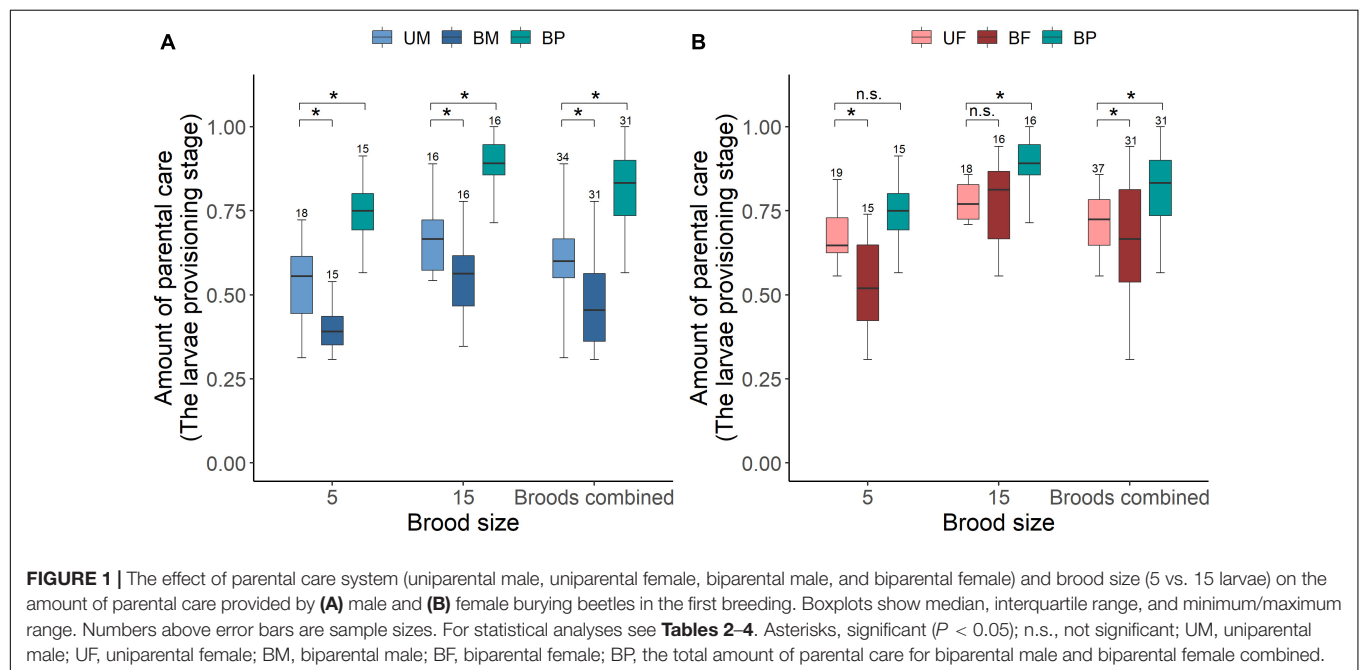 A
UM BM BP
Amount of parental care
(The larvae provisioning stage)
1.00
0.75
0.50
0.25
0.00
* * * * * *
18 15 15 16 16 16 34 31 31
5 15 Broods combined
Brood size
B
UF BF BP
Amount of parental care
(The larvae provisioning stage)
1.00
0.75
0.50
0.25
0.00
n.s. * * n.s. * *
19 15 15 18 16 16 37 31 31
5 15 Broods combined
Brood size
FIGURE 1 | The effect of parental care system (uniparental male, uniparental female, biparental male, and biparental female) and brood size (5 vs. 15 larvae) on the
amount of parental care provided by (A) male and (B) female burying beetles in the first breeding. Boxplots show median, interquartile range, and minimum/maximum
range. Numbers above error bars are sample sizes. For statistical analyses see Tables 2–4. Asterisks, significant (P < 0.05); n.s., not significant; UM, uniparental
male; UF, uniparental female; BM, biparental male; BF, biparental female; BP, the total amount of parental care for biparental male and biparental female combined.